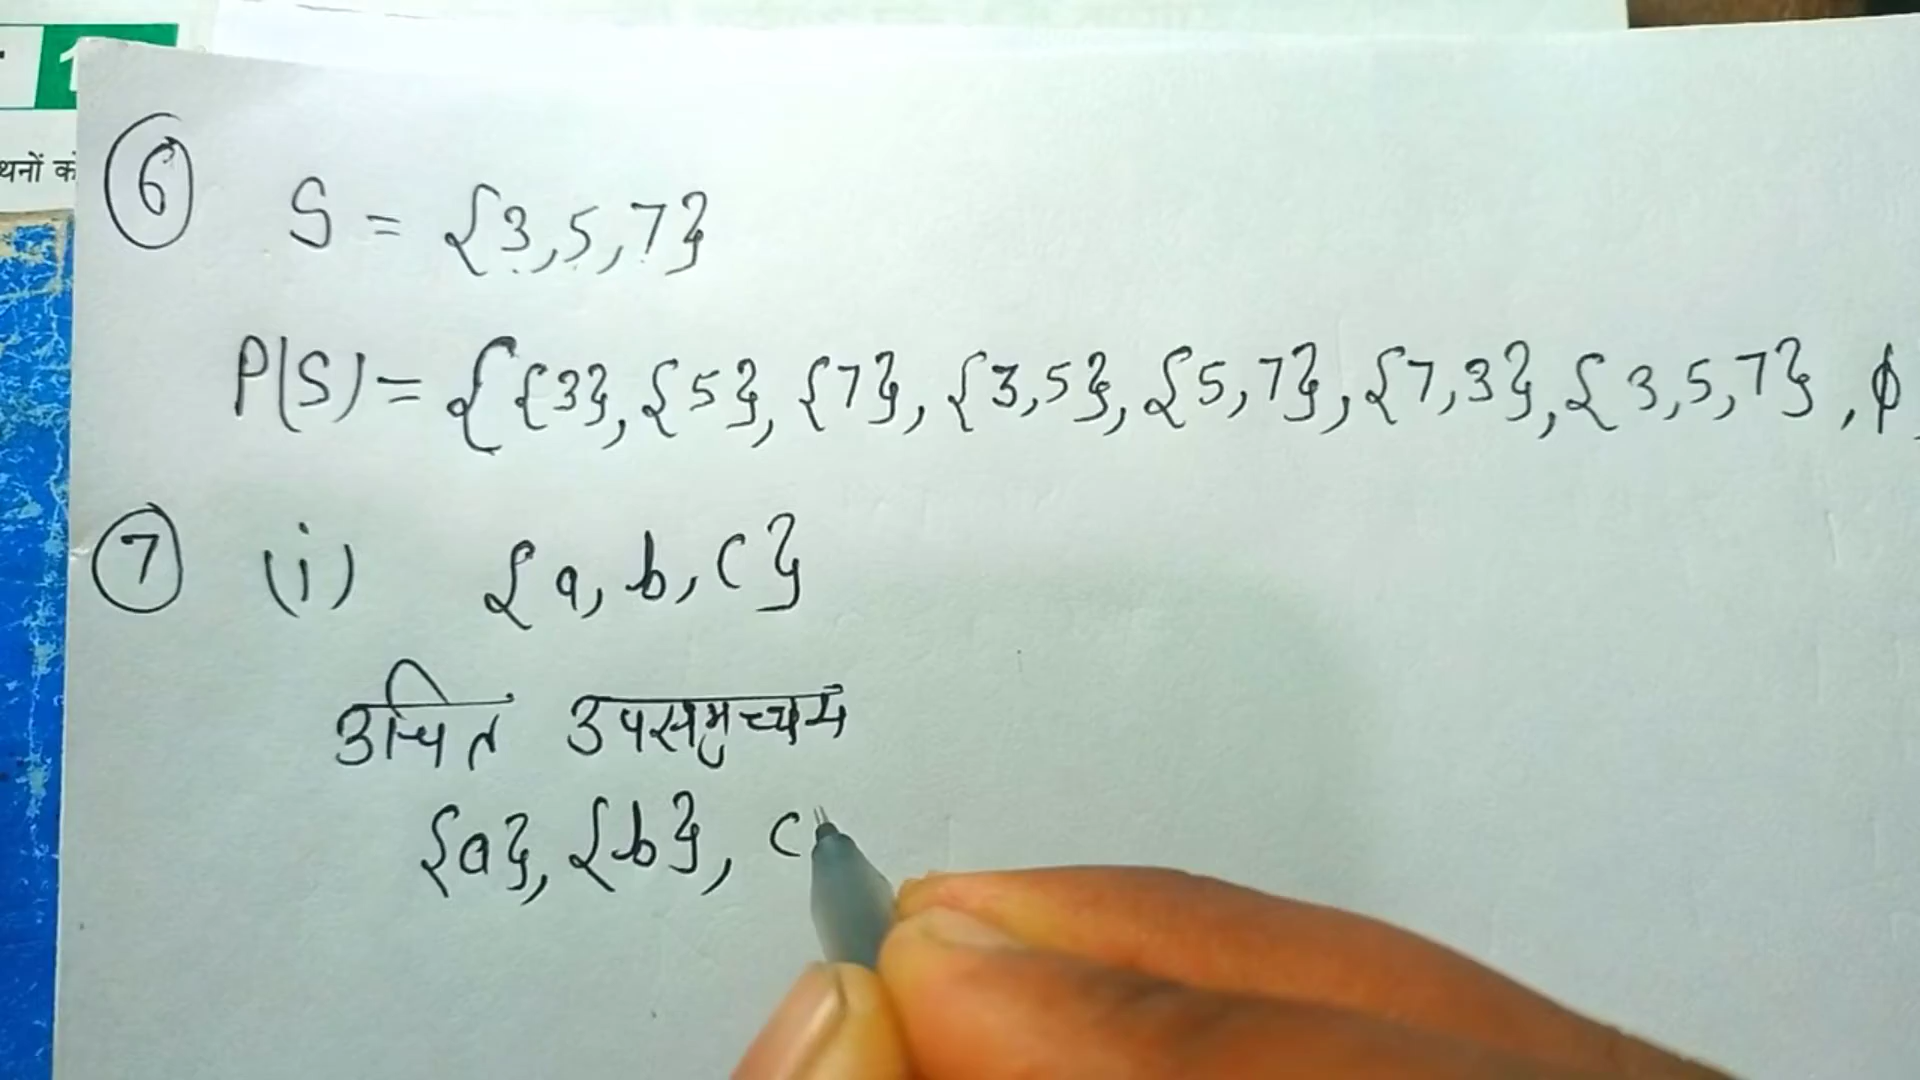 1
थनों को
⑥ S = {3,5,7}
P(S) = {{3}, {5}, {7}, {3,5}, {5,7}, {7,3}, {3,5,7}, ϕ
⑦ (i) {a, b, c}
उचित उपसमुच्चय
{a}, {b}, c